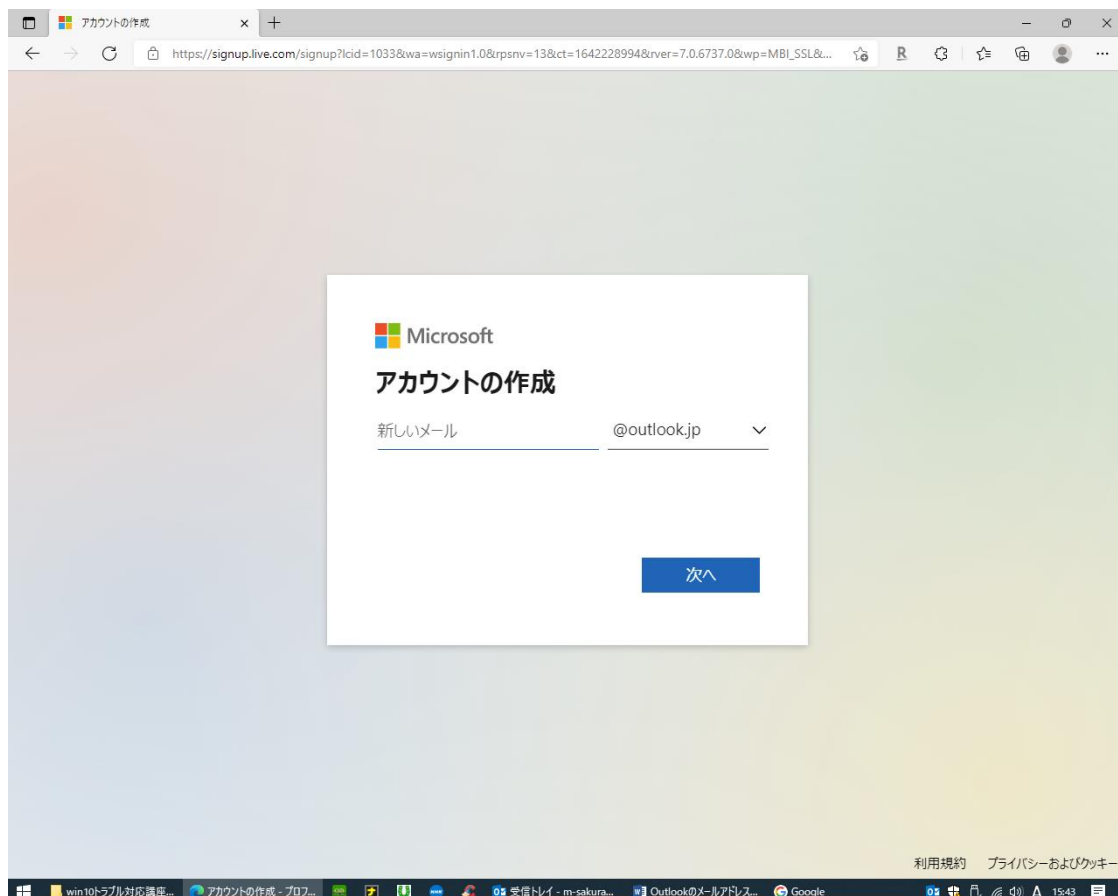 アカウントの作成
https://signup.live.com/signup?lcid=1033&wa=wsignin1.0&rpsnv=13&ct=1642228994&rver=7.0.6737.0&wp=MBI_SSL&...
Microsoft
アカウントの作成
新しいメール @outlook.jp
次へ
利用規約 プライバシーおよびクッキー
win10トラブル対応講座... アカウントの作成 - プロフ... 受信トレイ - m-sakura... Outlookのメールアドレス... Google A 15:43